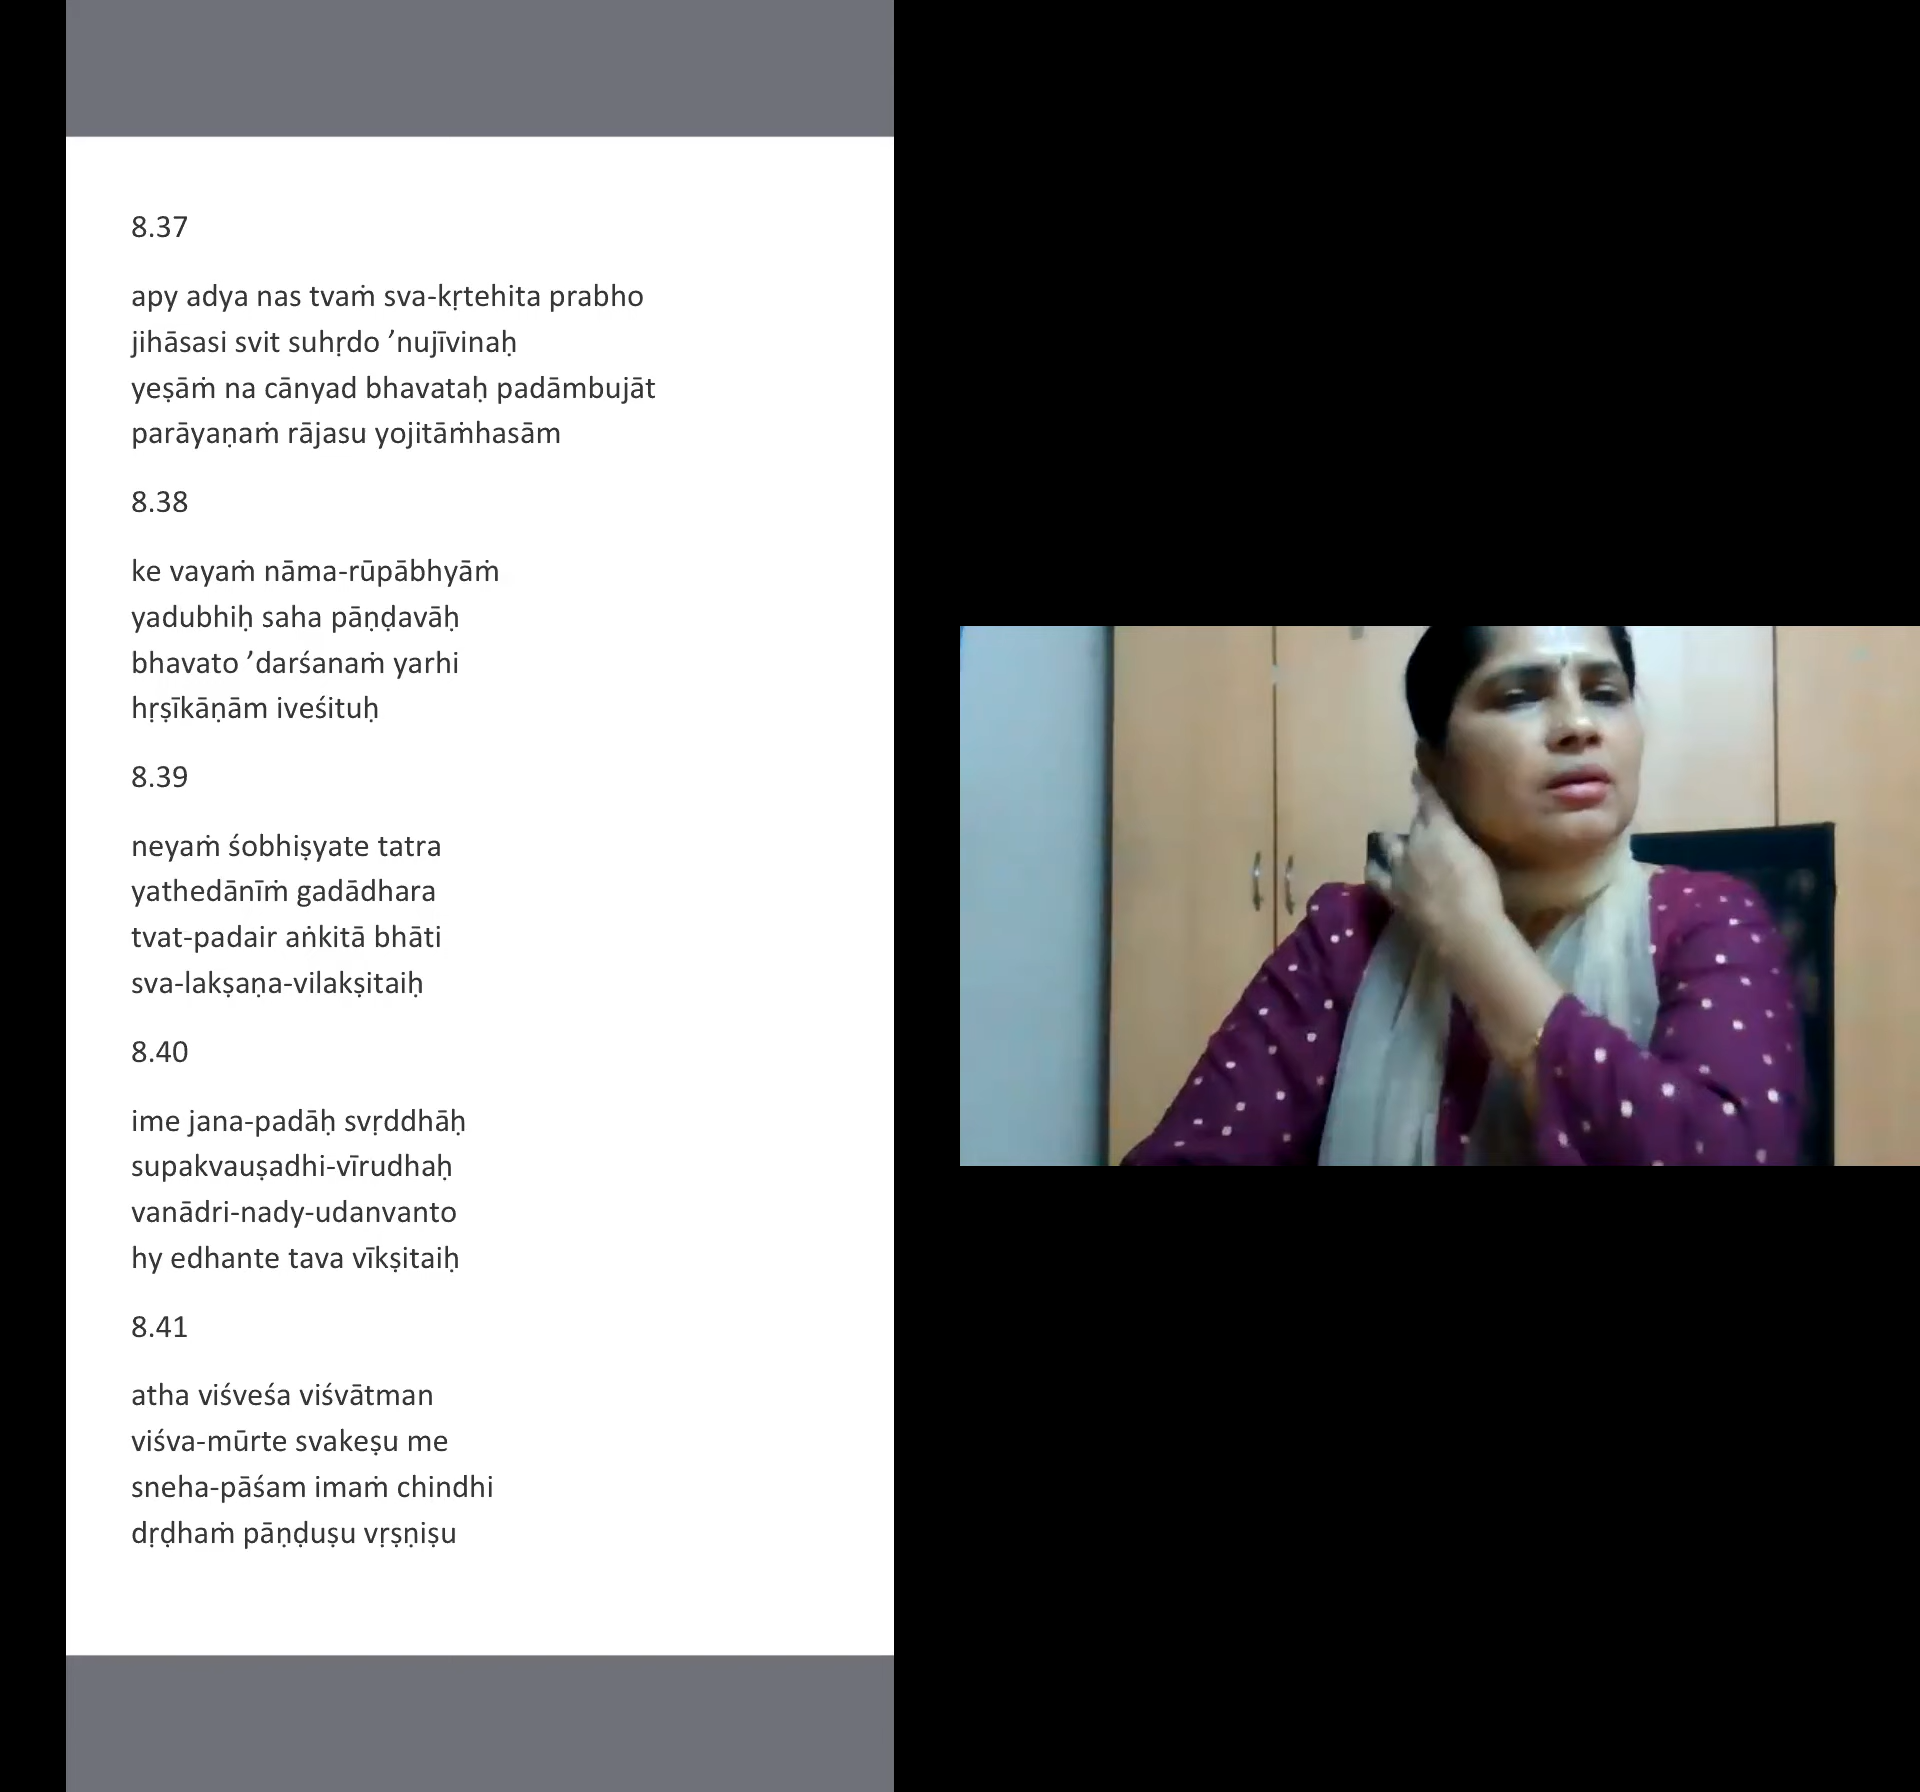 8.37
apy adya nas tvaṁ sva-kṛtehita prabho
jihāsasi svit suhṛdo ’nujīvinaḥ
yeṣāṁ na cānyad bhavataḥ padāmbujāt
parāyaṇaṁ rājasu yojitāṁhasām
8.38
ke vayaṁ nāma-rūpābhyāṁ
yadubhiḥ saha pāṇḍavāḥ
bhavato ’darśanaṁ yarhi
hṛṣīkāṇām iveśituḥ
8.39
neyaṁ śobhiṣyate tatra
yathedānīṁ gadādhara
tvat-padair aṅkitā bhāti
sva-lakṣaṇa-vilakṣitaiḥ
8.40
ime jana-padāḥ svṛddhāḥ
supakvauṣadhi-vīrudhaḥ
vanādri-nady-udanvanto
hy edhante tava vīkṣitaiḥ
8.41
atha viśveśa viśvātman
viśva-mūrte svakeṣu me
sneha-pāśam imaṁ chindhi
dṛḍhaṁ pāṇḍuṣu vṛṣṇiṣu